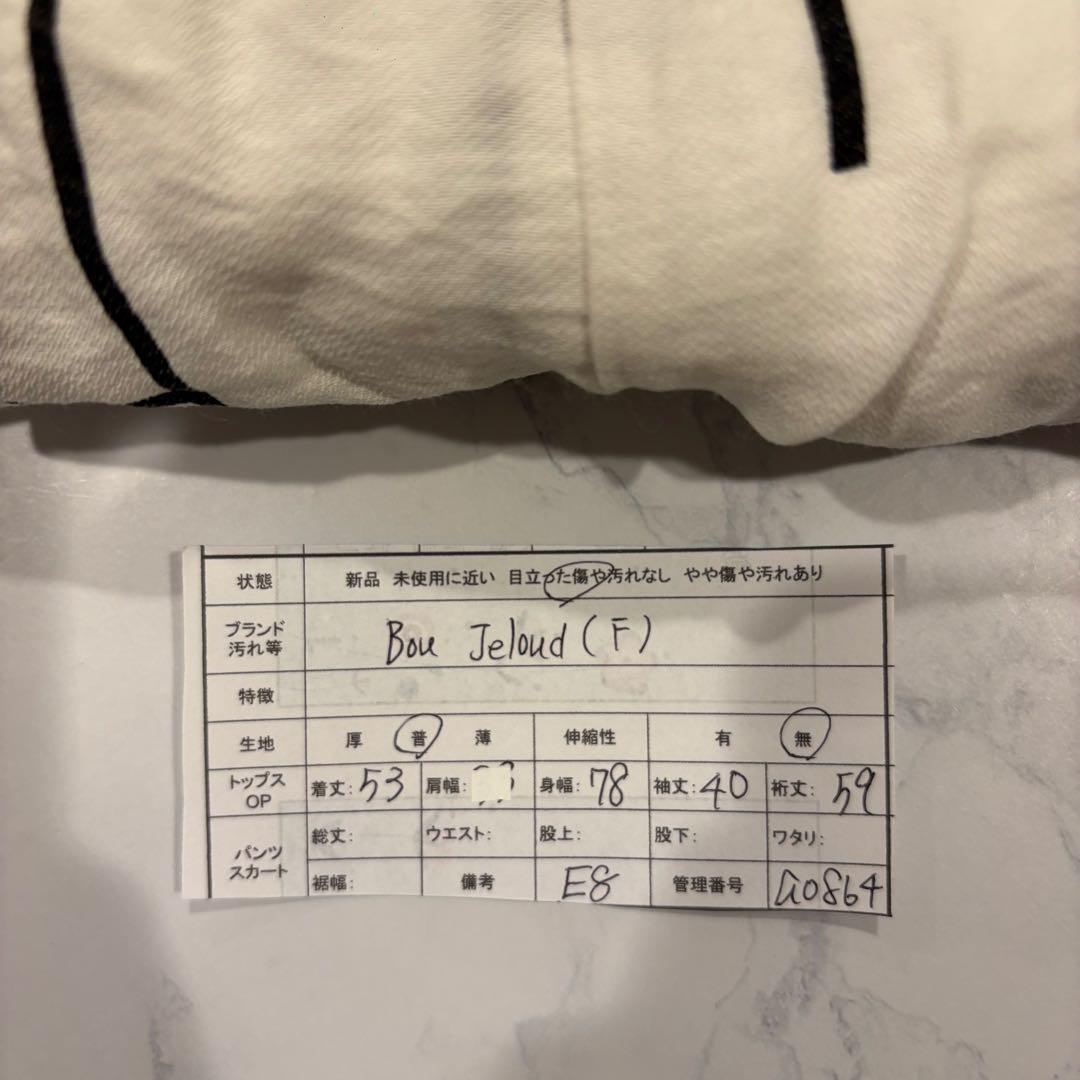 状態 新品 未使用に近い 目立った傷や汚れなし やや傷や汚れあり
ブランド 汚れ等 Bou Jeloud (F)
特徴
生地 厚 普 薄 伸縮性 有 無
トップス OP 着丈: 53 肩幅: 身幅: 78 袖丈: 40 裄丈: 59
パンツ スカート 総丈: ウエスト: 股上: 股下: ワタリ:
裾幅: 備考 E8 管理番号 a0864